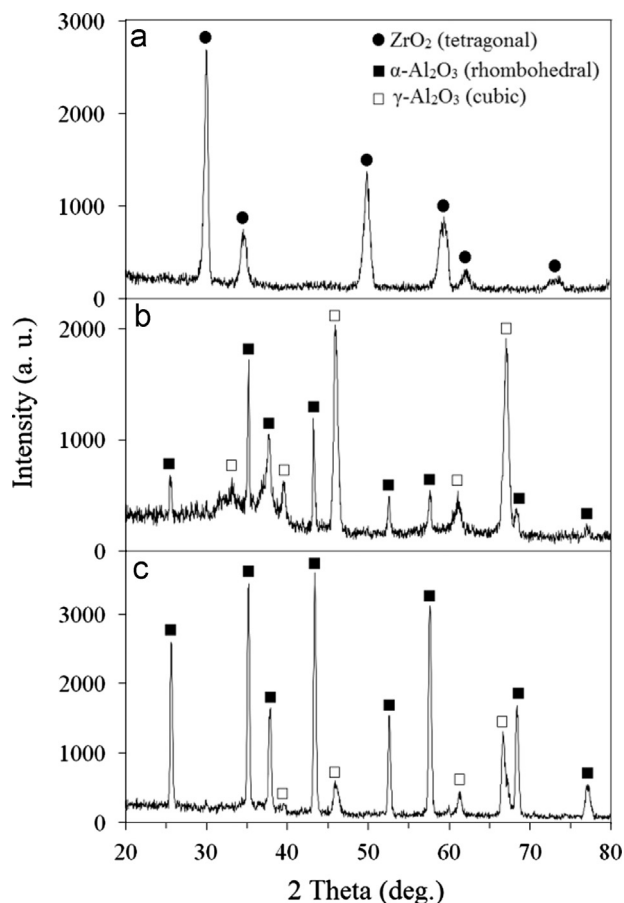 3000
a
ZrO₂ (tetragonal)
α-Al₂O₃ (rhombohedral)
γ-Al₂O₃ (cubic)
2000
1000
0
b
2000
1000
0
c
3000
2000
1000
0
Intensity (a. u.)
20 30 40 50 60 70 80
2 Theta (deg.)